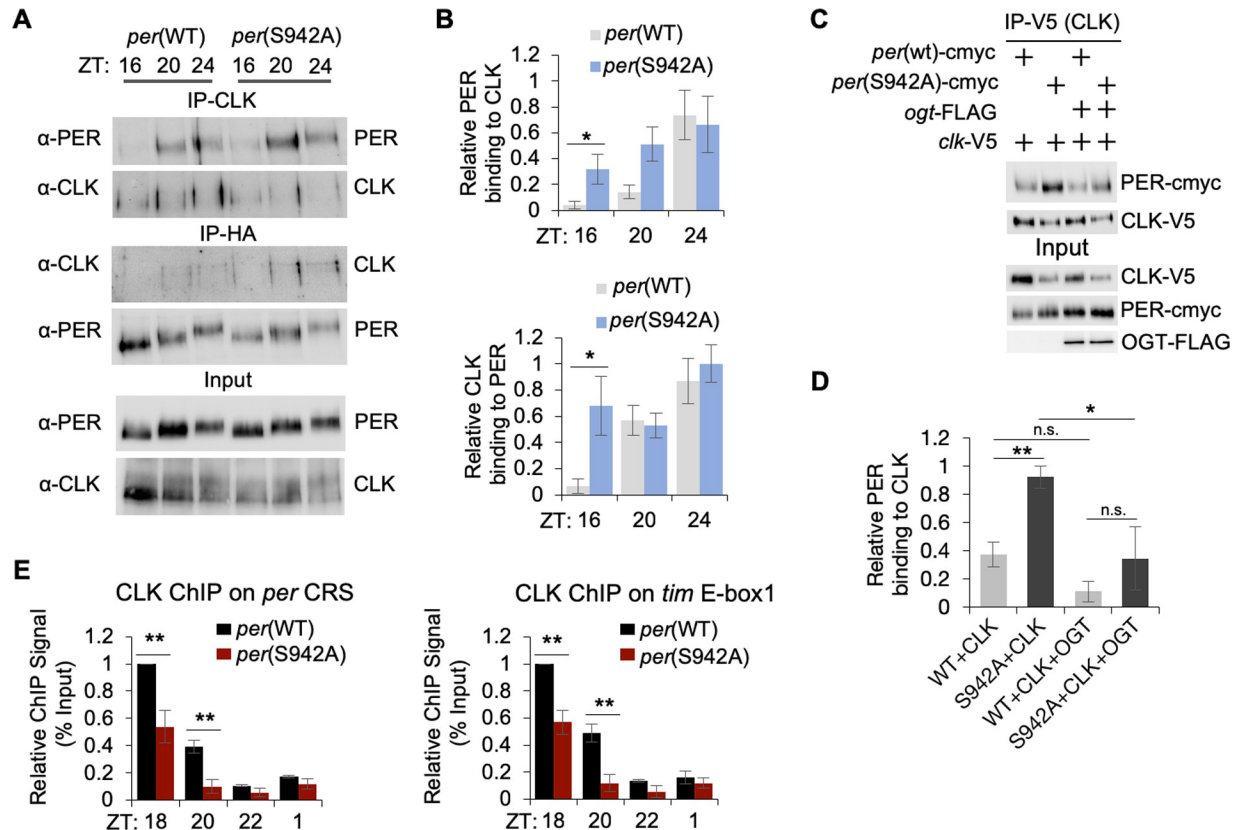 A
per(WT) per(S942A)
ZT: 16 20 24 16 20 24
IP-CLK
α-PER PER
α-CLK CLK
IP-HA
α-CLK CLK
α-PER PER
Input
α-PER PER
α-CLK CLK
B
per(WT)
per(S942A)
Relative PER
binding to CLK
1.2
1
0.8
0.6
0.4
0.2
0
*
ZT: 16 20 24
per(WT)
per(S942A)
Relative CLK
binding to PER
1.2
1
0.8
0.6
0.4
0.2
0
*
ZT: 16 20 24
C
IP-V5 (CLK)
per(wt)-cmyc + +
per(S942A)-cmyc + +
ogt-FLAG + +
clk-V5 + + + +
PER-cmyc
CLK-V5
Input
CLK-V5
PER-cmyc
OGT-FLAG
D
Relative PER
binding to CLK
1.2
1
0.8
0.6
0.4
0.2
0
*
n.s.
**
n.s.
WT+CLK
S942A+CLK
WT+CLK+OGT
S942A+CLK+OGT
E
CLK ChIP on per CRS
per(WT)
per(S942A)
Relative ChIP Signal
(% Input)
1.2
1
0.8
0.6
0.4
0.2
0
**
**
ZT: 18 20 22 1
CLK ChIP on tim E-box1
per(WT)
per(S942A)
Relative ChIP Signal
(% Input)
1.2
1
0.8
0.6
0.4
0.2
0
**
**
ZT: 18 20 22 1